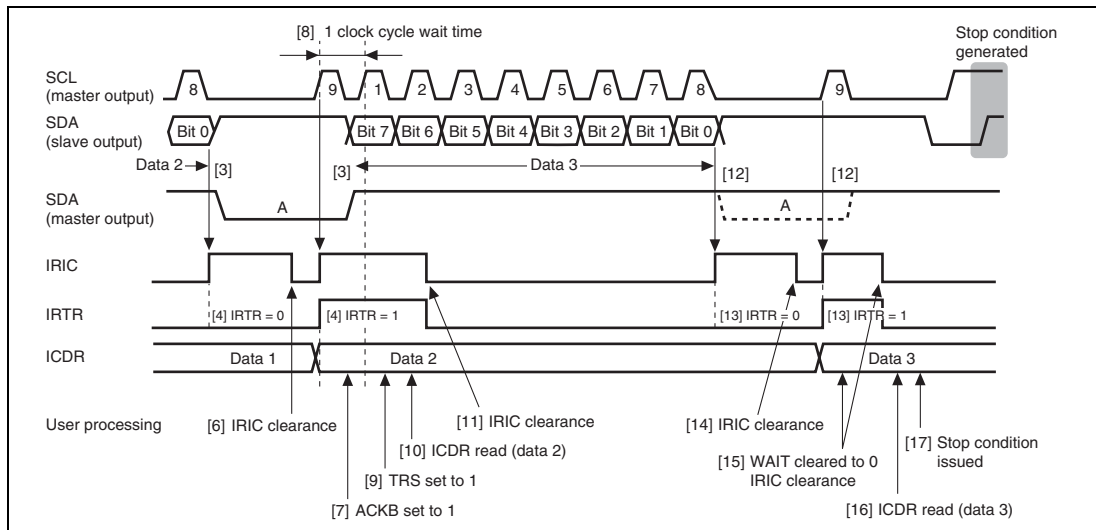 [8] 1 clock cycle wait time
Stop condition
generated
SCL
(master output)
8 9 1 2 3 4 5 6 7 8 9
SDA
(slave output)
Bit 0 Bit 7 Bit 6 Bit 5 Bit 4 Bit 3 Bit 2 Bit 1 Bit 0
Data 2 [3] [3] Data 3 [12] [12]
SDA
(master output)
A A
IRIC
IRTR
[4] IRTR = 0 [4] IRTR = 1 [13] IRTR = 0 [13] IRTR = 1
ICDR
Data 1 Data 2 Data 3
User processing
[6] IRIC clearance
[11] IRIC clearance
[14] IRIC clearance
[17] Stop condition
issued
[10] ICDR read (data 2)
[15] WAIT cleared to 0
IRIC clearance
[9] TRS set to 1
[16] ICDR read (data 3)
[7] ACKB set to 1